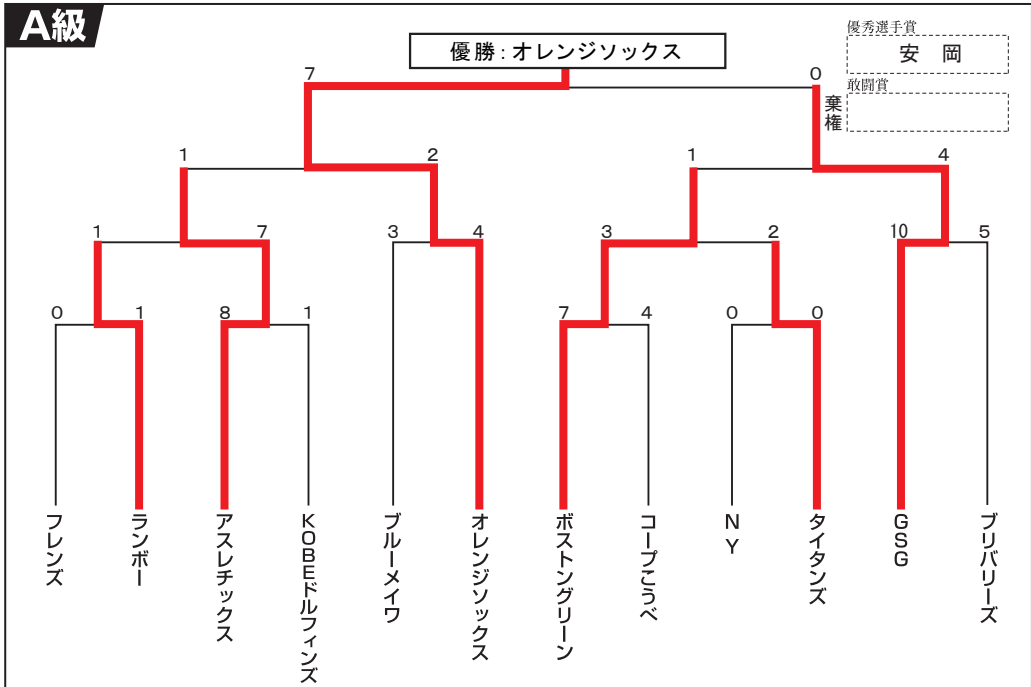 A級
優勝：オレンジソックス
優秀選手賞
安 岡
敢闘賞
7
0
棄権
1
2
1
4
1
7
3
4
3
2
10
5
0
1
8
1
7
4
0
0
フレンズ
ランボー
アスレチックス
KOBEドルフィンズ
ブルーメイワ
オレンジソックス
ボストングリーン
コープこうべ
NY
タイタンズ
GSG
ブリバリーズ